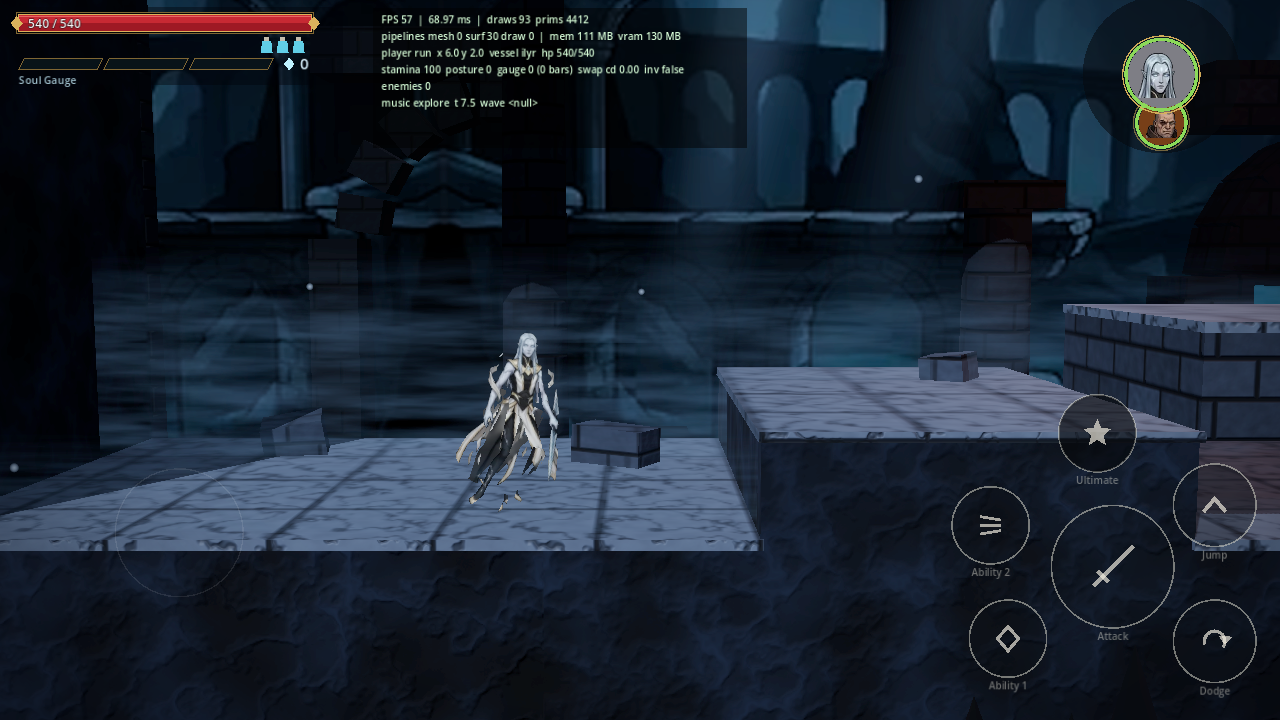 540 / 540
0
Soul Gauge
FPS 57 | 68.97 ms | draws 93 prims 4412
pipelines mesh 0 surf 30 draw 0 | mem 111 MB vram 130 MB
player run x 6.0 y 2.0 vessel ilyr hp 540/540
stamina 100 posture 0 gauge 0 (0 bars) swap cd 0.00 inv false
enemies 0
music explore t 7.5 wave <null>
Ultimate
Ability 2
Jump
Attack
Ability 1
Dodge